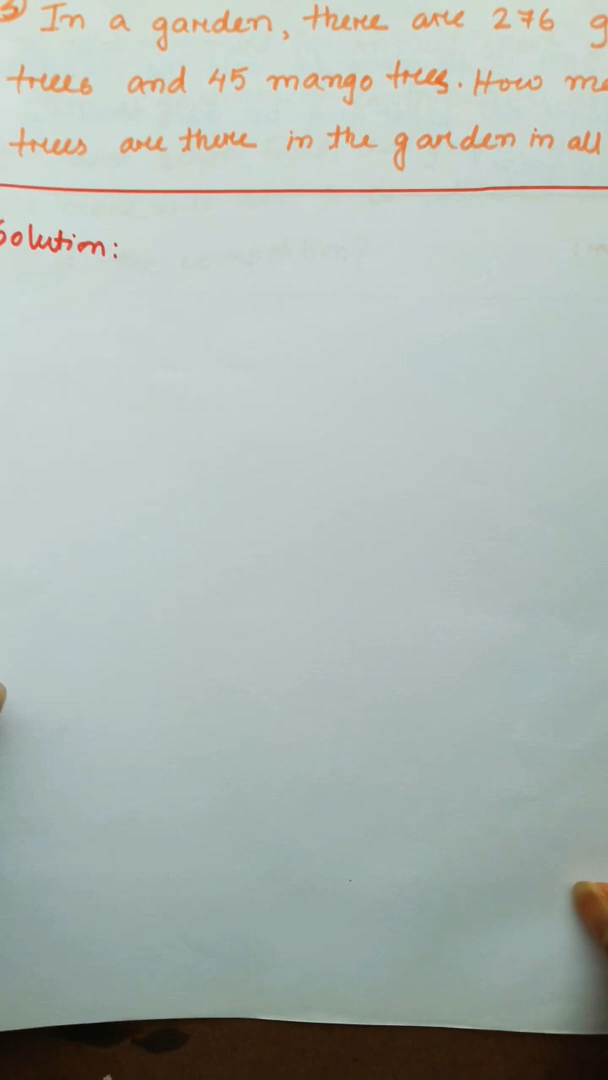 In a garden, there are 276
trees and 45 mango trees. How
trees are there in the garden in all
Solution: